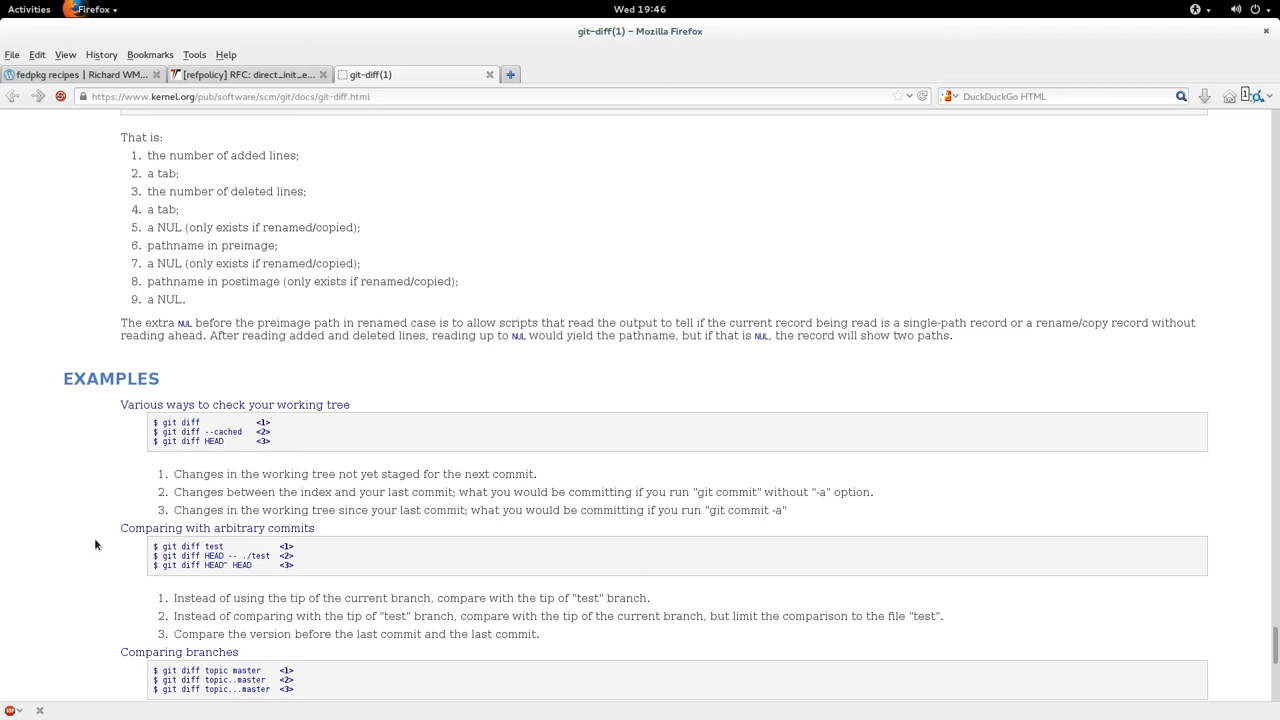 Activities Firefox Wed 19:46
git-diff(1) - Mozilla Firefox
File Edit View History Bookmarks Tools Help
fedpkg recipes | Richard WM... [refpolicy] RFC: direct_init_e... git-diff(1)
https://www.kernel.org/pub/software/scm/git/docs/git-diff.html DuckDuckGo HTML 1
That is:
1. the number of added lines;
2. a tab;
3. the number of deleted lines;
4. a tab;
5. a NUL (only exists if renamed/copied);
6. pathname in preimage;
7. a NUL (only exists if renamed/copied);
8. pathname in postimage (only exists if renamed/copied);
9. a NUL.
The extra NUL before the preimage path in renamed case is to allow scripts that read the output to tell if the current record being read is a single-path record or a rename/copy record without
reading ahead. After reading added and deleted lines, reading up to NUL would yield the pathname, but if that is NUL, the record will show two paths.
EXAMPLES
Various ways to check your working tree
$ git diff <1>
$ git diff --cached <2>
$ git diff HEAD <3>
1. Changes in the working tree not yet staged for the next commit.
2. Changes between the index and your last commit; what you would be committing if you run "git commit" without "-a" option.
3. Changes in the working tree since your last commit; what you would be committing if you run "git commit -a"
Comparing with arbitrary commits
$ git diff test <1>
$ git diff HEAD -- ./test <2>
$ git diff HEAD^ HEAD <3>
1. Instead of using the tip of the current branch, compare with the tip of "test" branch.
2. Instead of comparing with the tip of "test" branch, compare with the tip of the current branch, but limit the comparison to the file "test".
3. Compare the version before the last commit and the last commit.
Comparing branches
$ git diff topic master <1>
$ git diff topic..master <2>
$ git diff topic...master <3>
ABP